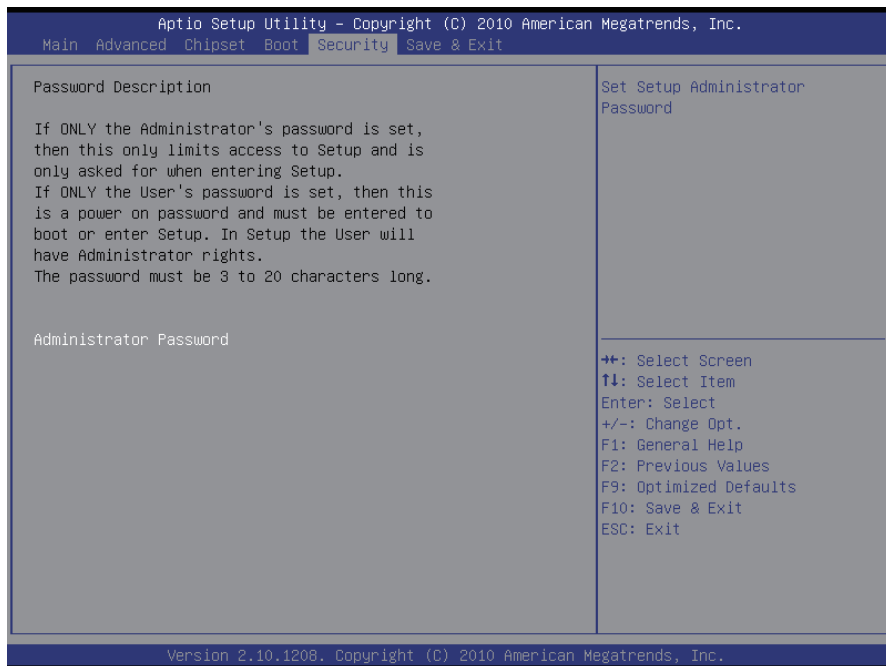 Aptio Setup Utility – Copyright (C) 2010 American Megatrends, Inc.
Main Advanced Chipset Boot Security Save & Exit
Password Description
If ONLY the Administrator's password is set,
then this only limits access to Setup and is
only asked for when entering Setup.
If ONLY the User's password is set, then this
is a power on password and must be entered to
boot or enter Setup. In Setup the User will
have Administrator rights.
The password must be 3 to 20 characters long.
Administrator Password
Set Setup Administrator
Password
→←: Select Screen
↑↓: Select Item
Enter: Select
+/-: Change Opt.
F1: General Help
F2: Previous Values
F9: Optimized Defaults
F10: Save & Exit
ESC: Exit
Version 2.10.1208. Copyright (C) 2010 American Megatrends, Inc.